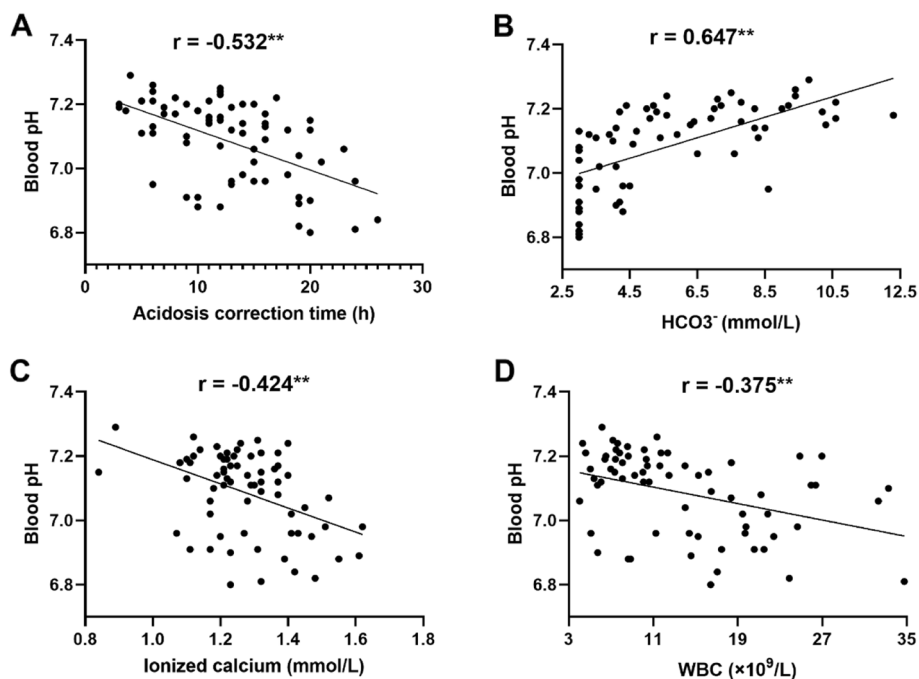 A
r = -0.532**
7.4
7.2
7.0
6.8
Blood pH
0
10
20
30
Acidosis correction time (h)
B
r = 0.647**
7.4
7.2
7.0
6.8
Blood pH
2.5
4.5
6.5
8.5
10.5
12.5
HCO3⁻ (mmol/L)
C
r = -0.424**
7.4
7.2
7.0
6.8
Blood pH
0.8
1.0
1.2
1.4
1.6
1.8
Ionized calcium (mmol/L)
D
r = -0.375**
7.4
7.2
7.0
6.8
Blood pH
3
11
19
27
35
WBC (×10⁹/L)